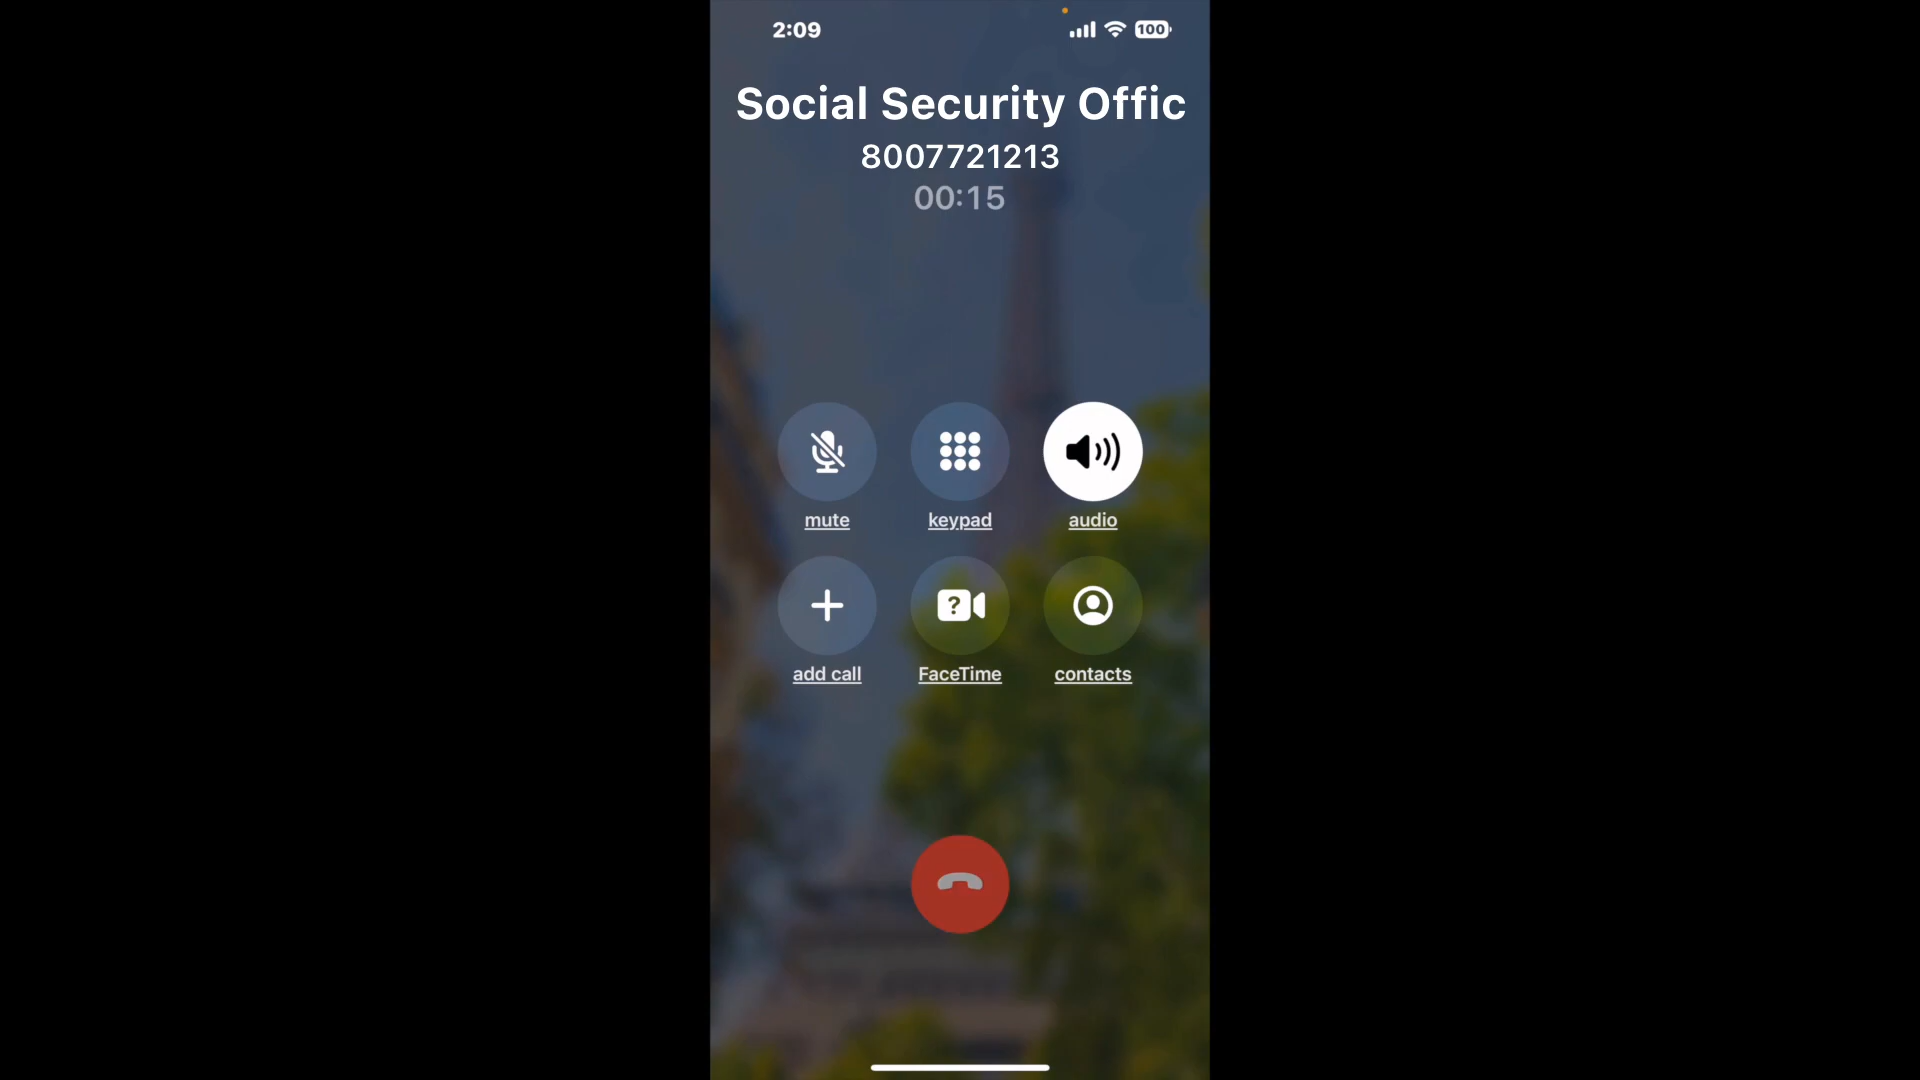 2:09
100
Social Security Offic
8007721213
00:15
mute
keypad
audio
?
add call
FaceTime
contacts